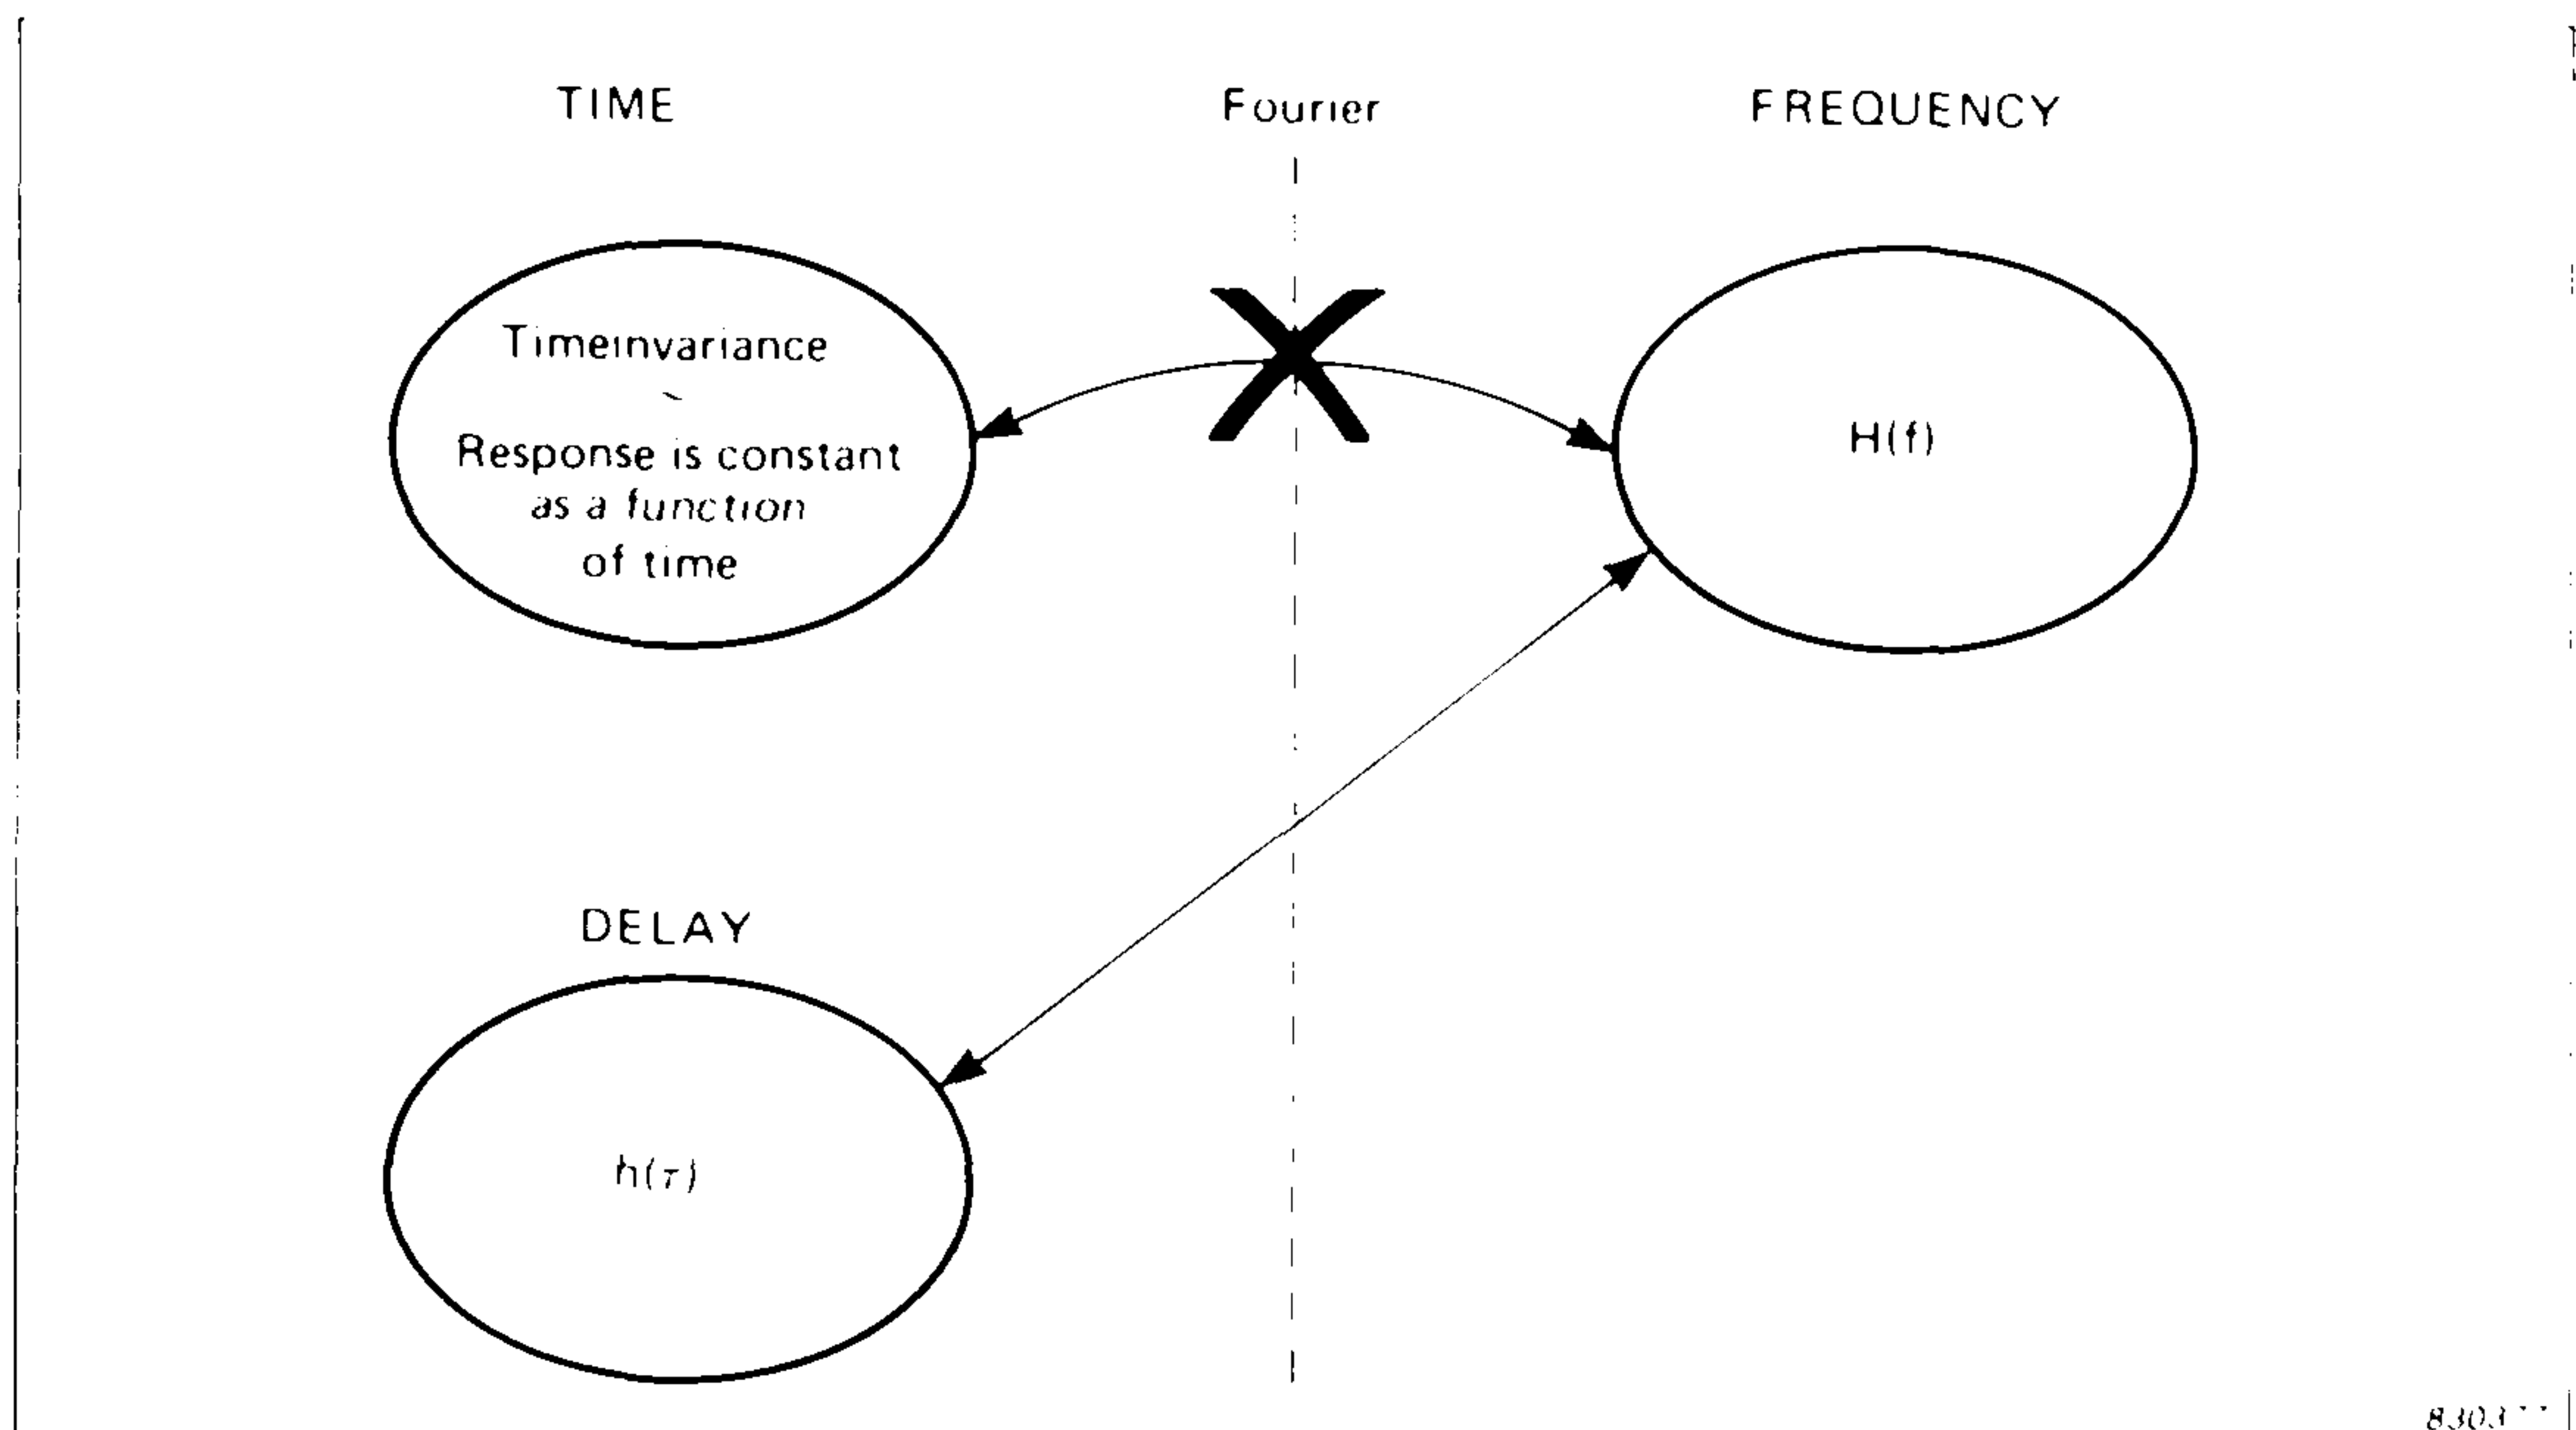 TIME
Fourier
FREQUENCY
Timeinvariance
~
Response is constant
as a function
of time
H(f)
DELAY
h(τ)